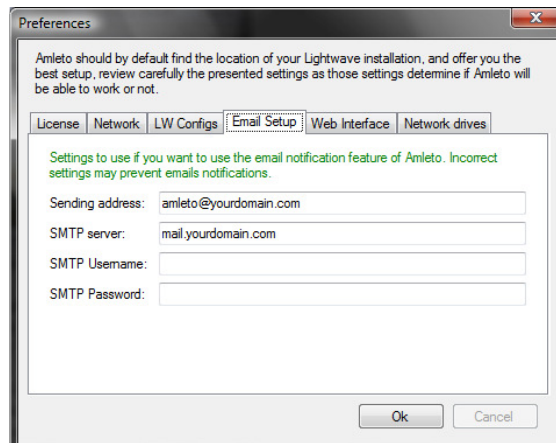 Preferences
Amleto should by default find the location of your Lightwave installation, and offer you the
best setup, review carefully the presented settings as those settings determine if Amleto will
be able to work or not.
License Network LW Configs Email Setup Web Interface Network drives
Settings to use if you want to use the email notification feature of Amleto. Incorrect
settings may prevent emails notifications.
Sending address: amleto@yourdomain.com
SMTP server: mail.yourdomain.com
SMTP Username:
SMTP Password:
Ok Cancel